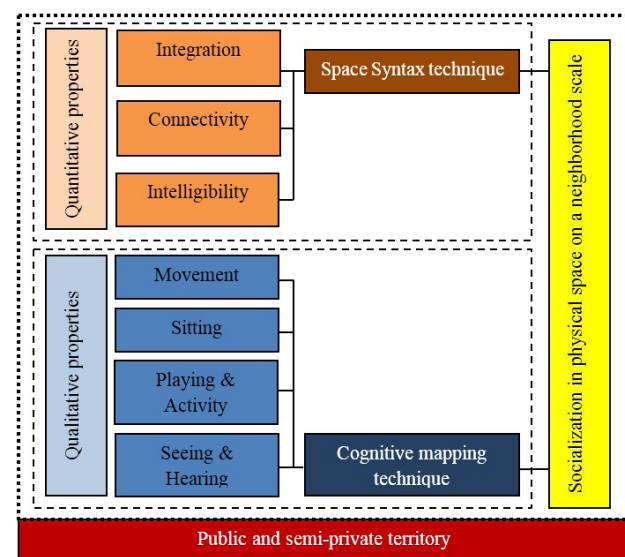 Quantitative properties
Integration
Connectivity
Intelligibility
Space Syntax technique
Socialization in physical space on a neighborhood scale
Qualitative properties
Movement
Sitting
Playing &
Activity
Seeing &
Hearing
Cognitive mapping
technique
Public and semi-private territory